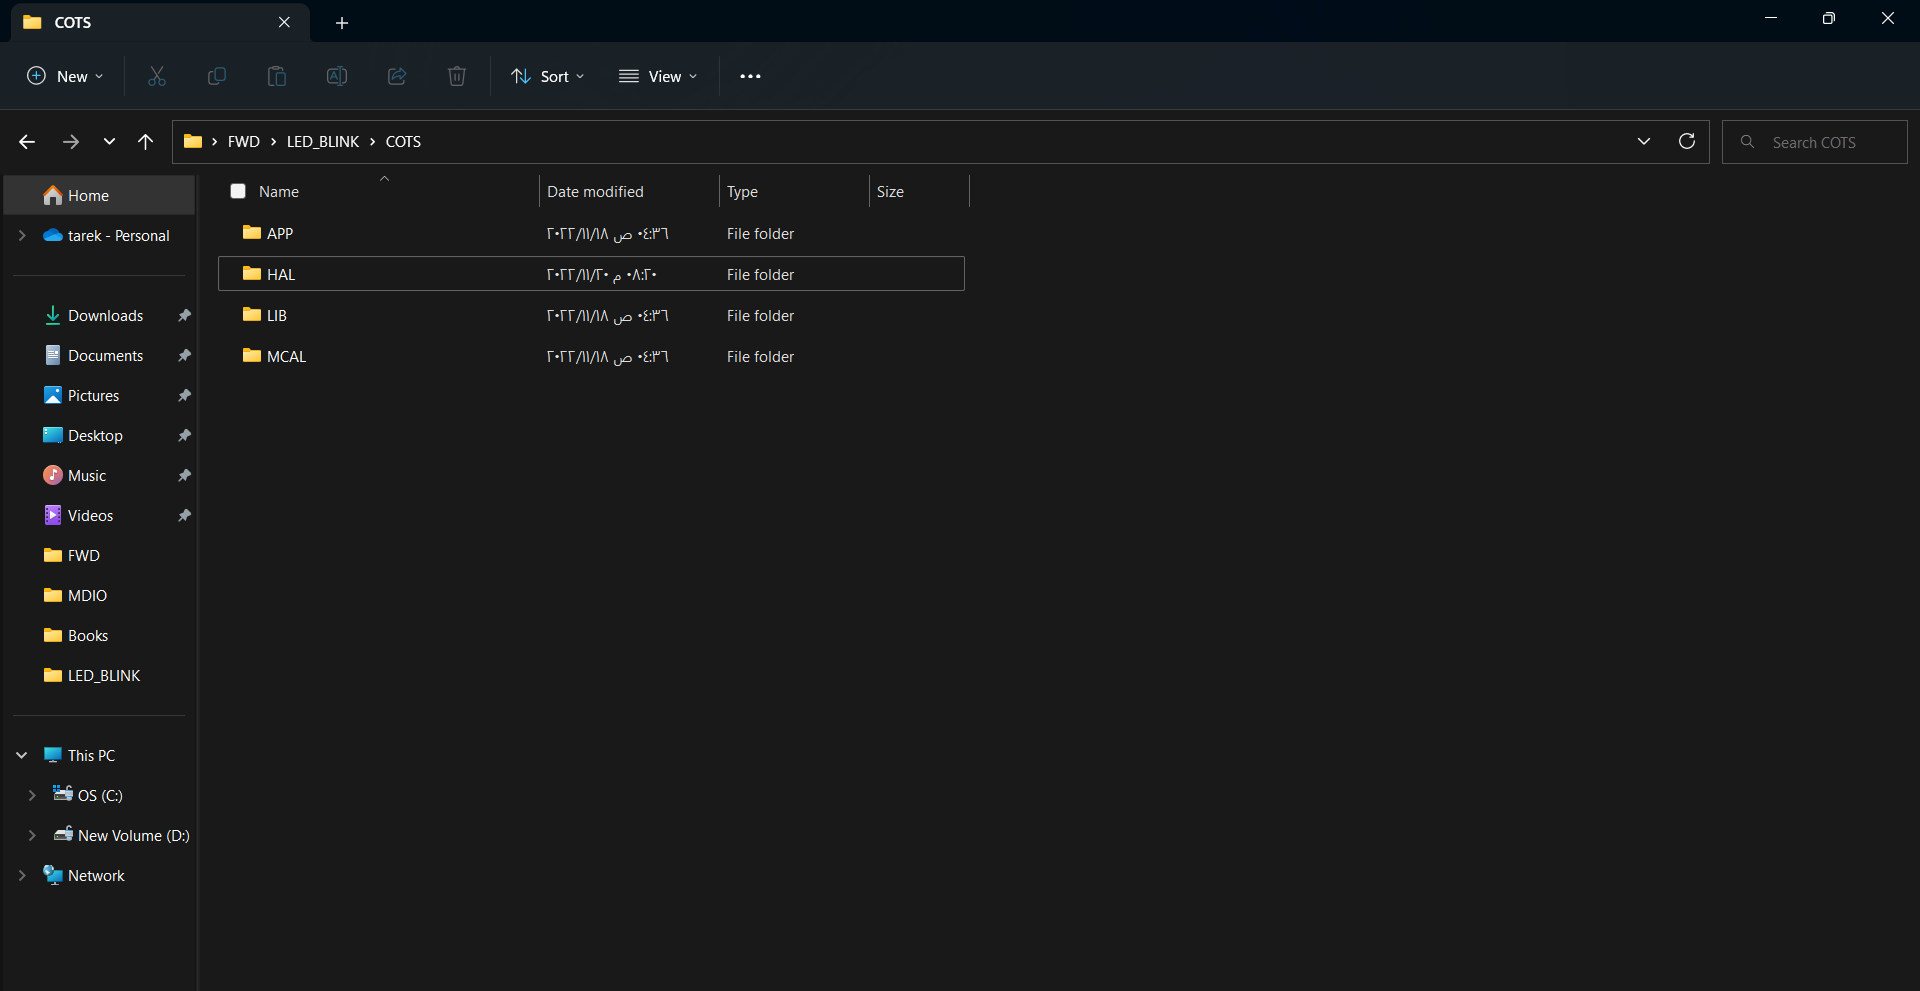 COTS
New
Sort
View
FWD
LED_BLINK
COTS
Search COTS
Home
tarek - Personal
Downloads
Documents
Pictures
Desktop
Music
Videos
FWD
MDIO
Books
LED_BLINK
This PC
OS (C:)
New Volume (D:)
Network
Name Date modified Type Size
APP ٢٠٢٢/١١/١٨ ص ٠٤:٣٦ File folder
HAL ٢٠٢٢/١١/٢٠ م ٠٨:٢٠ File folder
LIB ٢٠٢٢/١١/١٨ ص ٠٤:٣٦ File folder
MCAL ٢٠٢٢/١١/١٨ ص ٠٤:٣٦ File folder